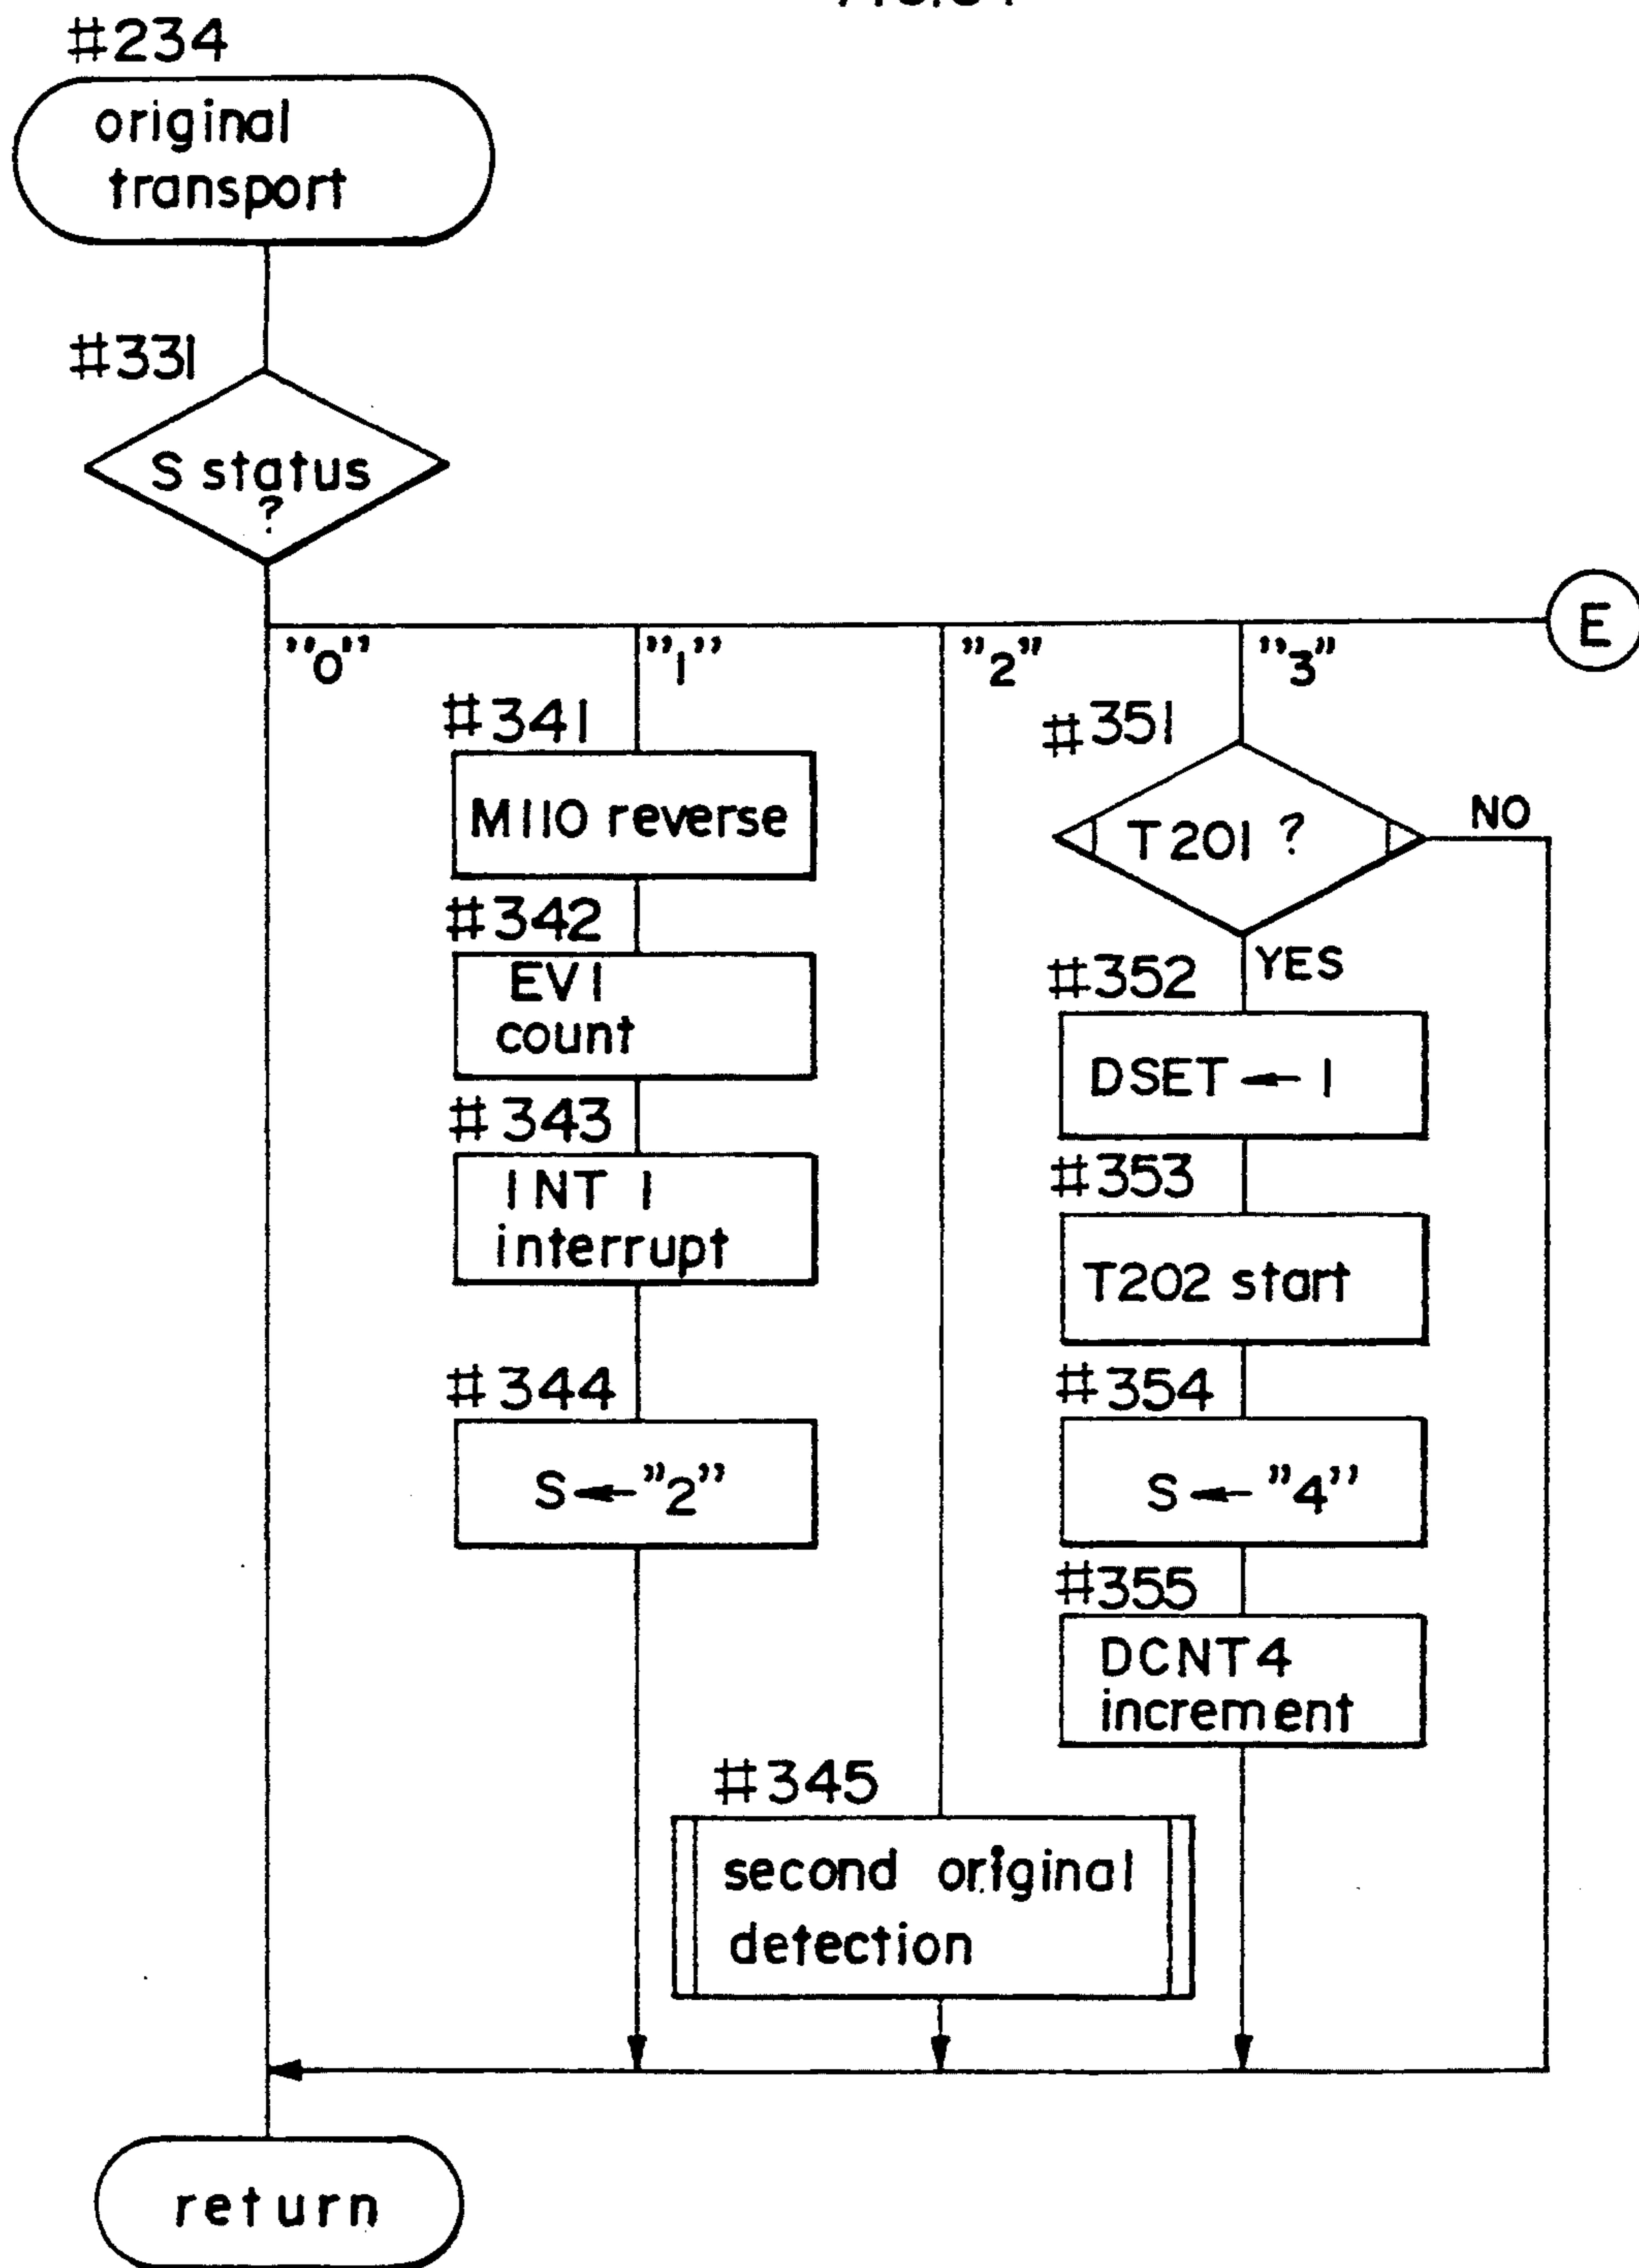 #234
original
transport
#331
S status
?
E
"0"
"1"
"2"
"3"
#341
M110 reverse
#342
EV1
count
#343
INT 1
interrupt
#344
S ← "2"
#345
second original
detection
#351
T201 ?
NO
YES
#352
DSET ← 1
#353
T202 start
#354
S ← "4"
#355
DCNT4
increment
return